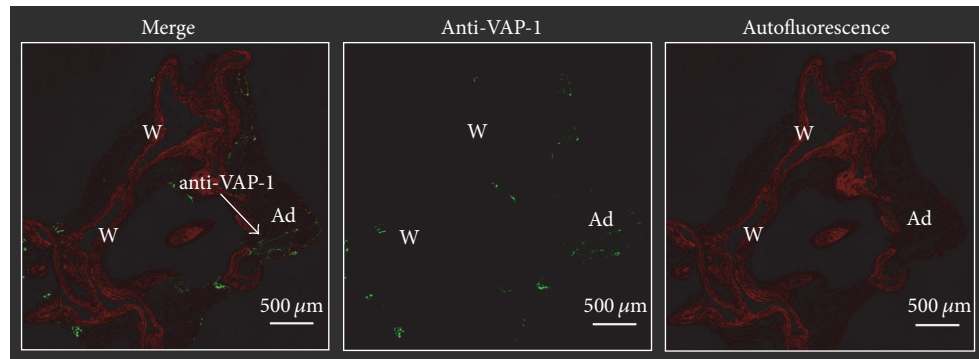 Merge
Anti-VAP-1
Autofluorescence
W
anti-VAP-1
Ad
W
500 μm
W
Ad
W
500 μm
W
Ad
W
500 μm